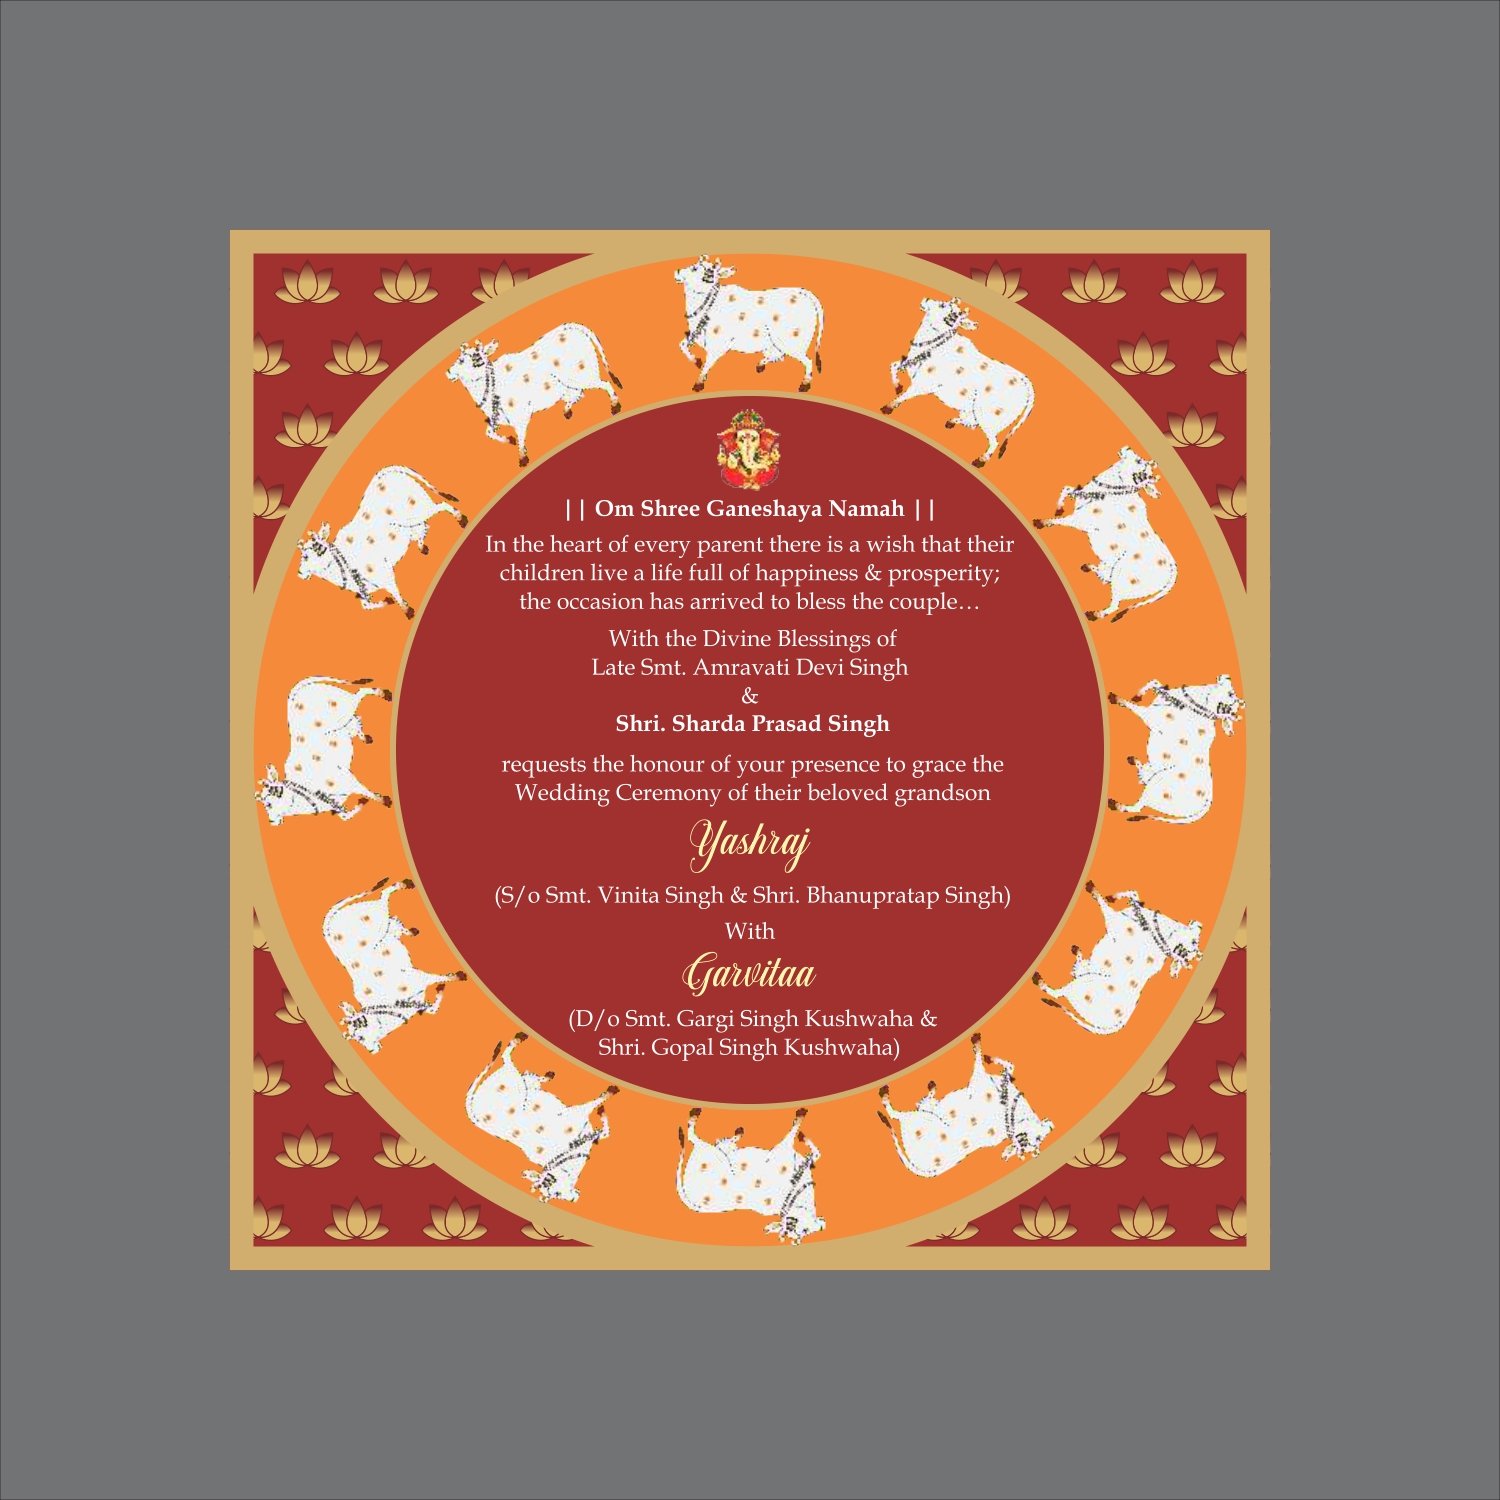 || Om Shree Ganeshaya Namah ||
In the heart of every parent there is a wish that their
children live a life full of happiness & prosperity;
the occasion has arrived to bless the couple…
With the Divine Blessings of
Late Smt. Amravati Devi Singh
&
Shri. Sharda Prasad Singh
requests the honour of your presence to grace the
Wedding Ceremony of their beloved grandson
Yashraj
(S/o Smt. Vinita Singh & Shri. Bhanupratap Singh)
With
Garvitaa
(D/o Smt. Gargi Singh Kushwaha &
Shri. Gopal Singh Kushwaha)